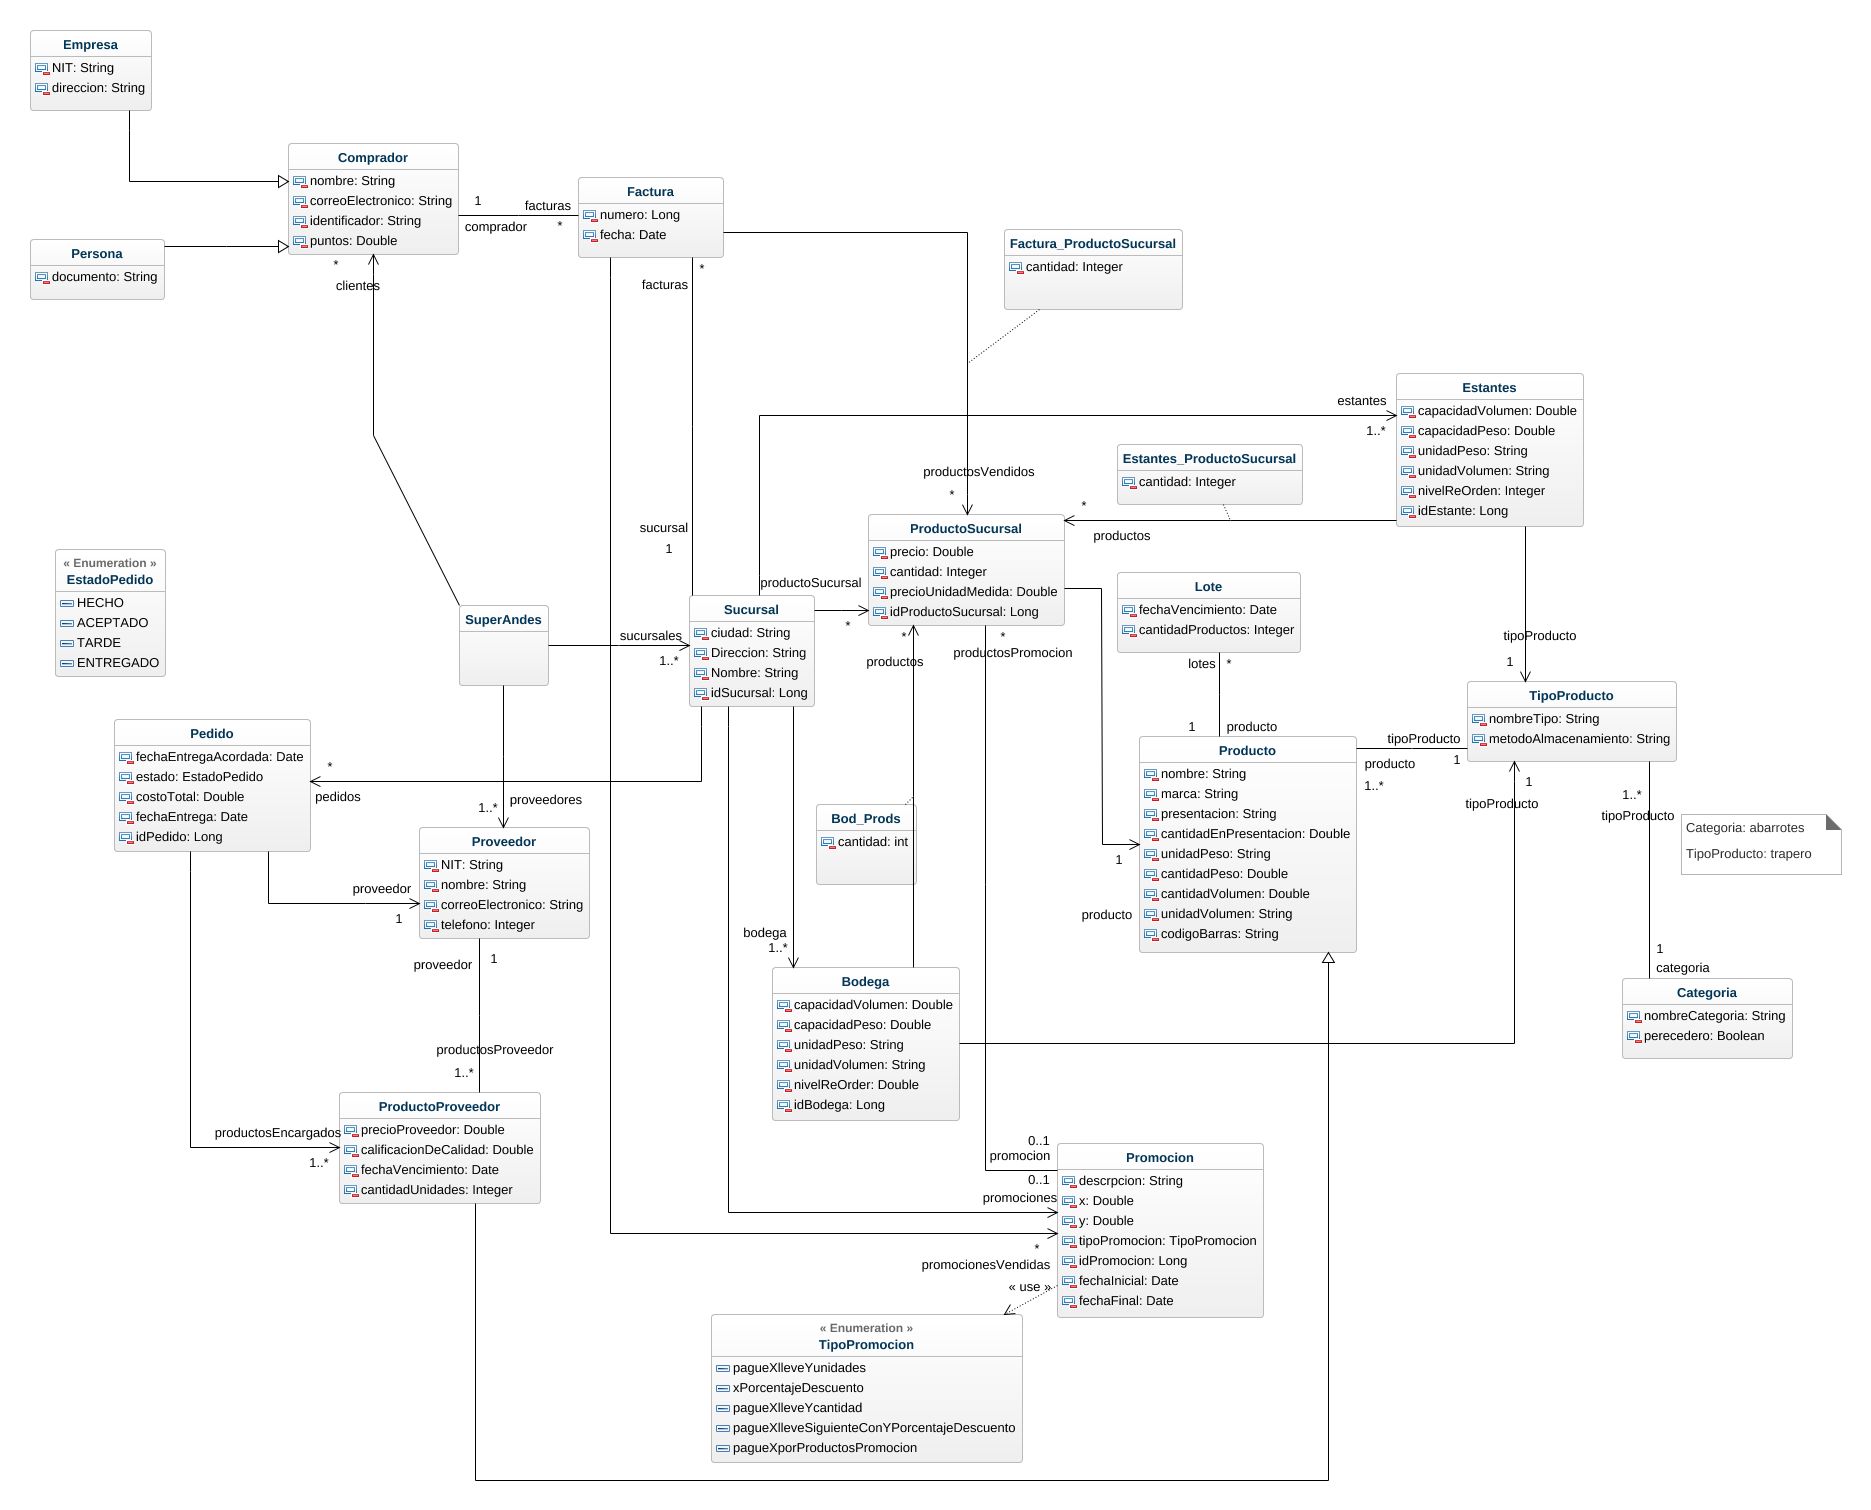 Empresa
NIT: String
direccion: String
Comprador
nombre: String
correoElectronico: String
identificador: String
puntos: Double
Persona
documento: String
1
comprador
facturas
*
Factura
numero: Long
fecha: Date
*
clientes
*
facturas
Factura_ProductoSucursal
cantidad: Integer
estantes
1..*
Estantes
capacidadVolumen: Double
capacidadPeso: Double
unidadPeso: String
unidadVolumen: String
nivelReOrden: Integer
idEstante: Long
productosVendidos
*
Estantes_ProductoSucursal
cantidad: Integer
*
productos
sucursal
1
ProductoSucursal
precio: Double
cantidad: Integer
precioUnidadMedida: Double
idProductoSucursal: Long
« Enumeration »
EstadoPedido
HECHO
ACEPTADO
TARDE
ENTREGADO
SuperAndes
sucursales
1..*
Sucursal
ciudad: String
Direccion: String
Nombre: String
idSucursal: Long
productoSucursal
*
*
productos
*
productosPromocion
Lote
fechaVencimiento: Date
cantidadProductos: Integer
lotes
*
1
producto
tipoProducto
1
TipoProducto
nombreTipo: String
metodoAlmacenamiento: String
Pedido
fechaEntregaAcordada: Date
estado: EstadoPedido
costoTotal: Double
fechaEntrega: Date
idPedido: Long
*
pedidos
1..*
proveedores
Proveedor
NIT: String
nombre: String
correoElectronico: String
telefono: Integer
proveedor
1
Bod_Prods
cantidad: int
Producto
nombre: String
marca: String
presentacion: String
cantidadEnPresentacion: Double
unidadPeso: String
cantidadPeso: Double
cantidadVolumen: Double
unidadVolumen: String
codigoBarras: String
1
producto
tipoProducto
1
producto
1..*
1
tipoProducto
1..*
tipoProducto
Categoria: abarrotes
TipoProducto: trapero
1
categoria
Categoria
nombreCategoria: String
perecedero: Boolean
bodega
1..*
Bodega
capacidadVolumen: Double
capacidadPeso: Double
unidadPeso: String
unidadVolumen: String
nivelReOrder: Double
idBodega: Long
proveedor
1
productosProveedor
1..*
ProductoProveedor
precioProveedor: Double
calificacionDeCalidad: Double
fechaVencimiento: Date
cantidadUnidades: Integer
productosEncargados
1..*
0..1
promocion
0..1
promociones
*
promocionesVendidas
« use »
Promocion
descrpcion: String
x: Double
y: Double
tipoPromocion: TipoPromocion
idPromocion: Long
fechaInicial: Date
fechaFinal: Date
« Enumeration »
TipoPromocion
pagueXlleveYunidades
xPorcentajeDescuento
pagueXlleveYcantidad
pagueXlleveSiguienteConYPorcentajeDescuento
pagueXporProductosPromocion